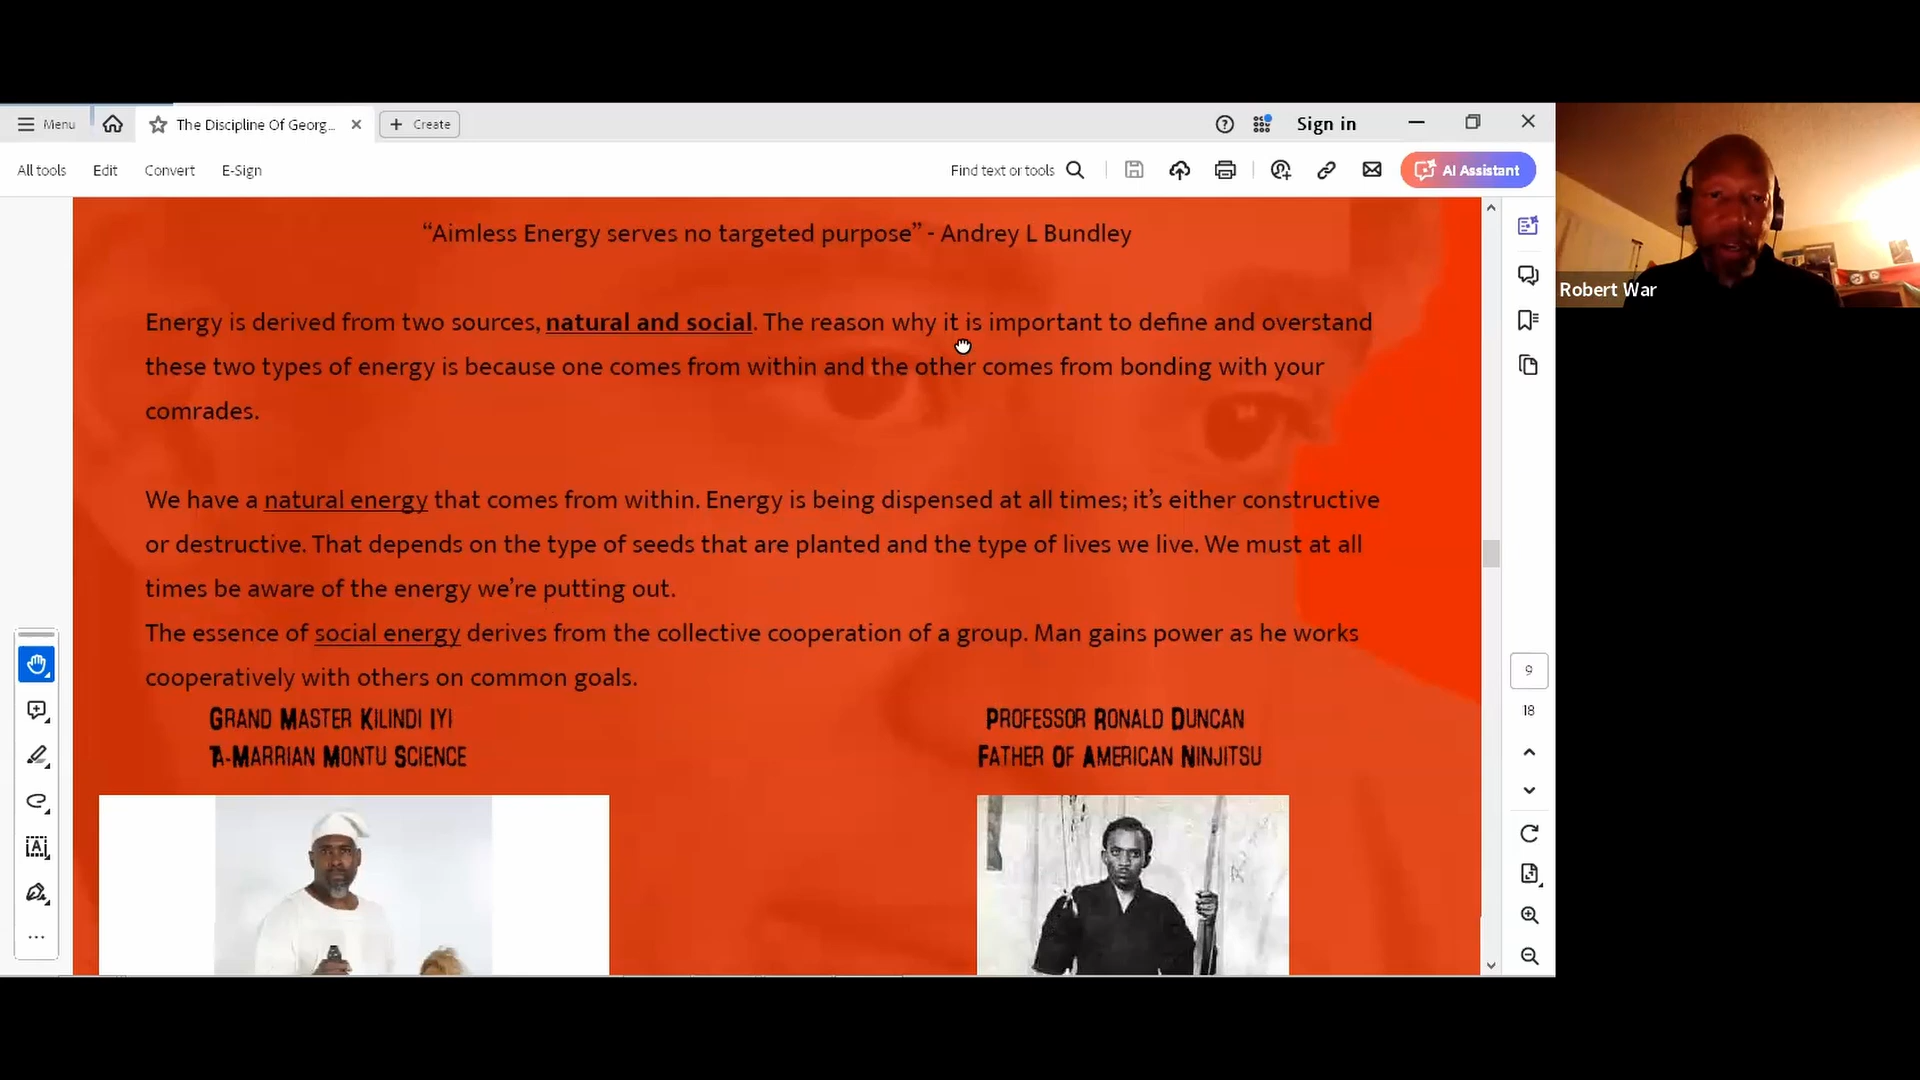 Menu
The Discipline Of Georg...
Create
Sign in
All tools
Edit
Convert
E-Sign
Find text or tools
AI Assistant
“Aimless Energy serves no targeted purpose” - Andrey L Bundley
Energy is derived from two sources, natural and social. The reason why it is important to define and overstand
these two types of energy is because one comes from within and the other comes from bonding with your
comrades.
We have a natural energy that comes from within. Energy is being dispensed at all times; it’s either constructive
or destructive. That depends on the type of seeds that are planted and the type of lives we live. We must at all
times be aware of the energy we’re putting out.
The essence of social energy derives from the collective cooperation of a group. Man gains power as he works
cooperatively with others on common goals.
Grand Master Kilindi Iyi
Ta-Marrian Montu Science
Professor Ronald Duncan
Father Of American Ninjitsu
9
18
Robert War